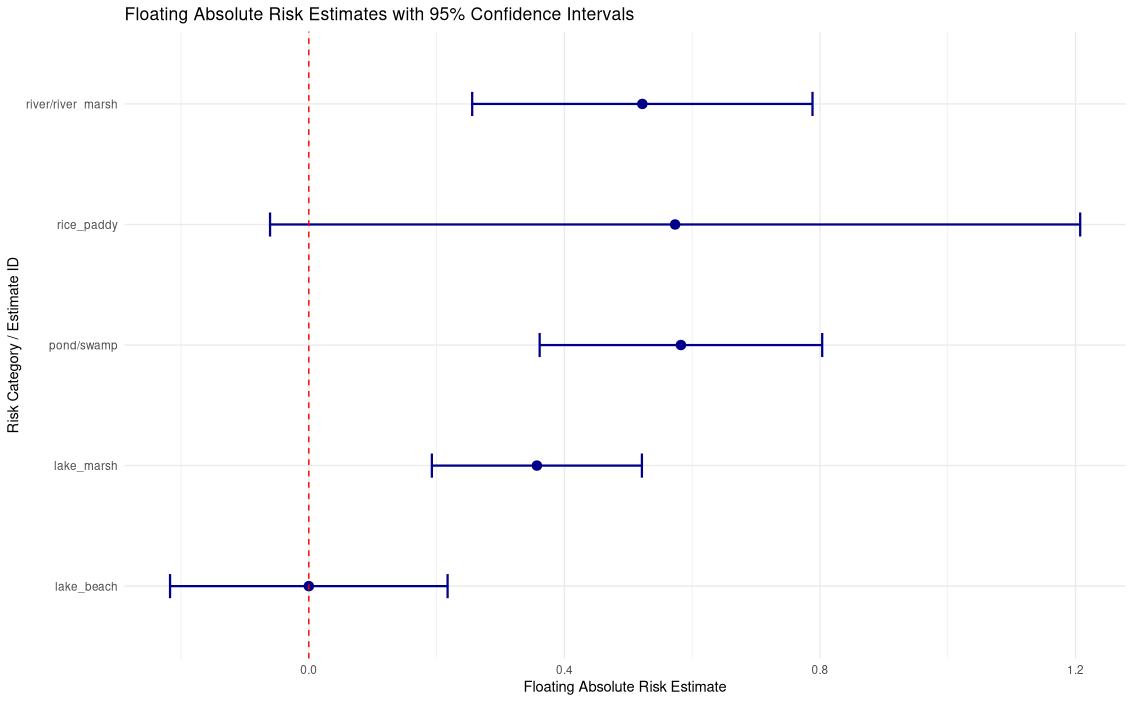 Floating Absolute Risk Estimates with 95% Confidence Intervals
Risk Category / Estimate ID
river/river_marsh
rice_paddy
pond/swamp
lake_marsh
lake_beach
0.0 0.4 0.8 1.2
Floating Absolute Risk Estimate